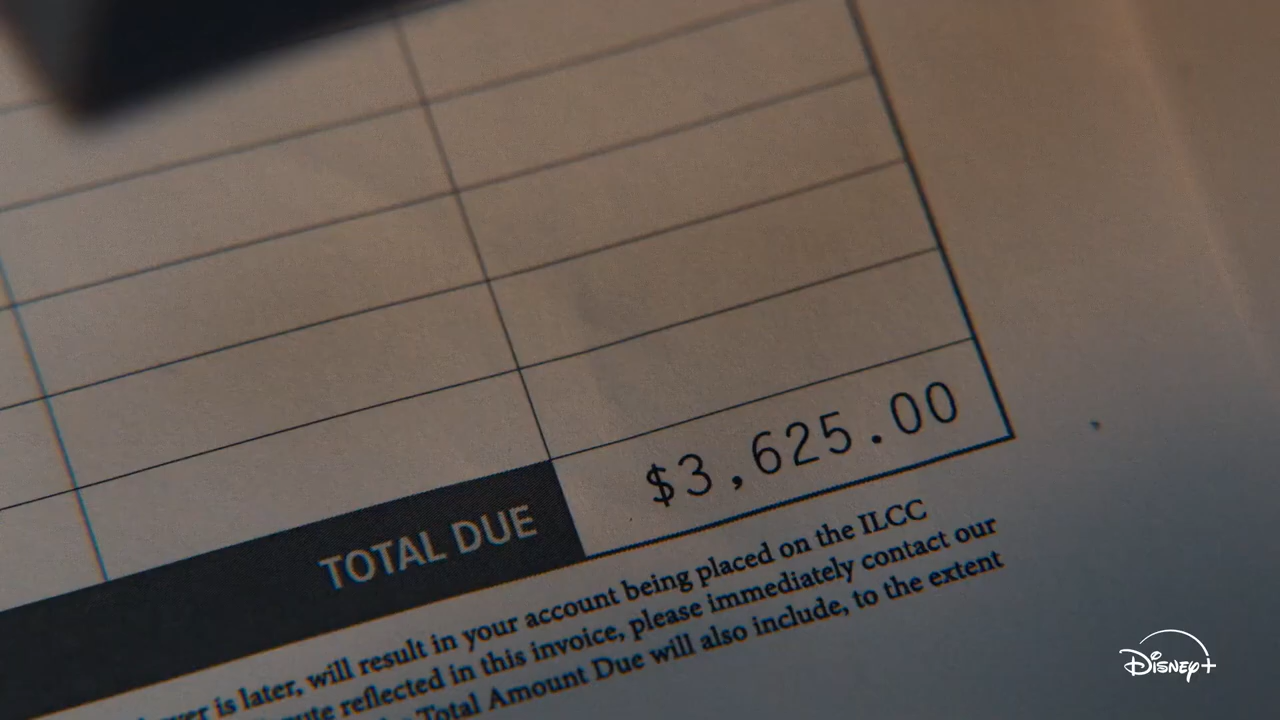 $3,625.00
TOTAL DUE
is later, will result in your account being placed on the ILCC
reflected in this invoice, please immediately contact our
Total Amount Due will also include, to the extent
Disney+